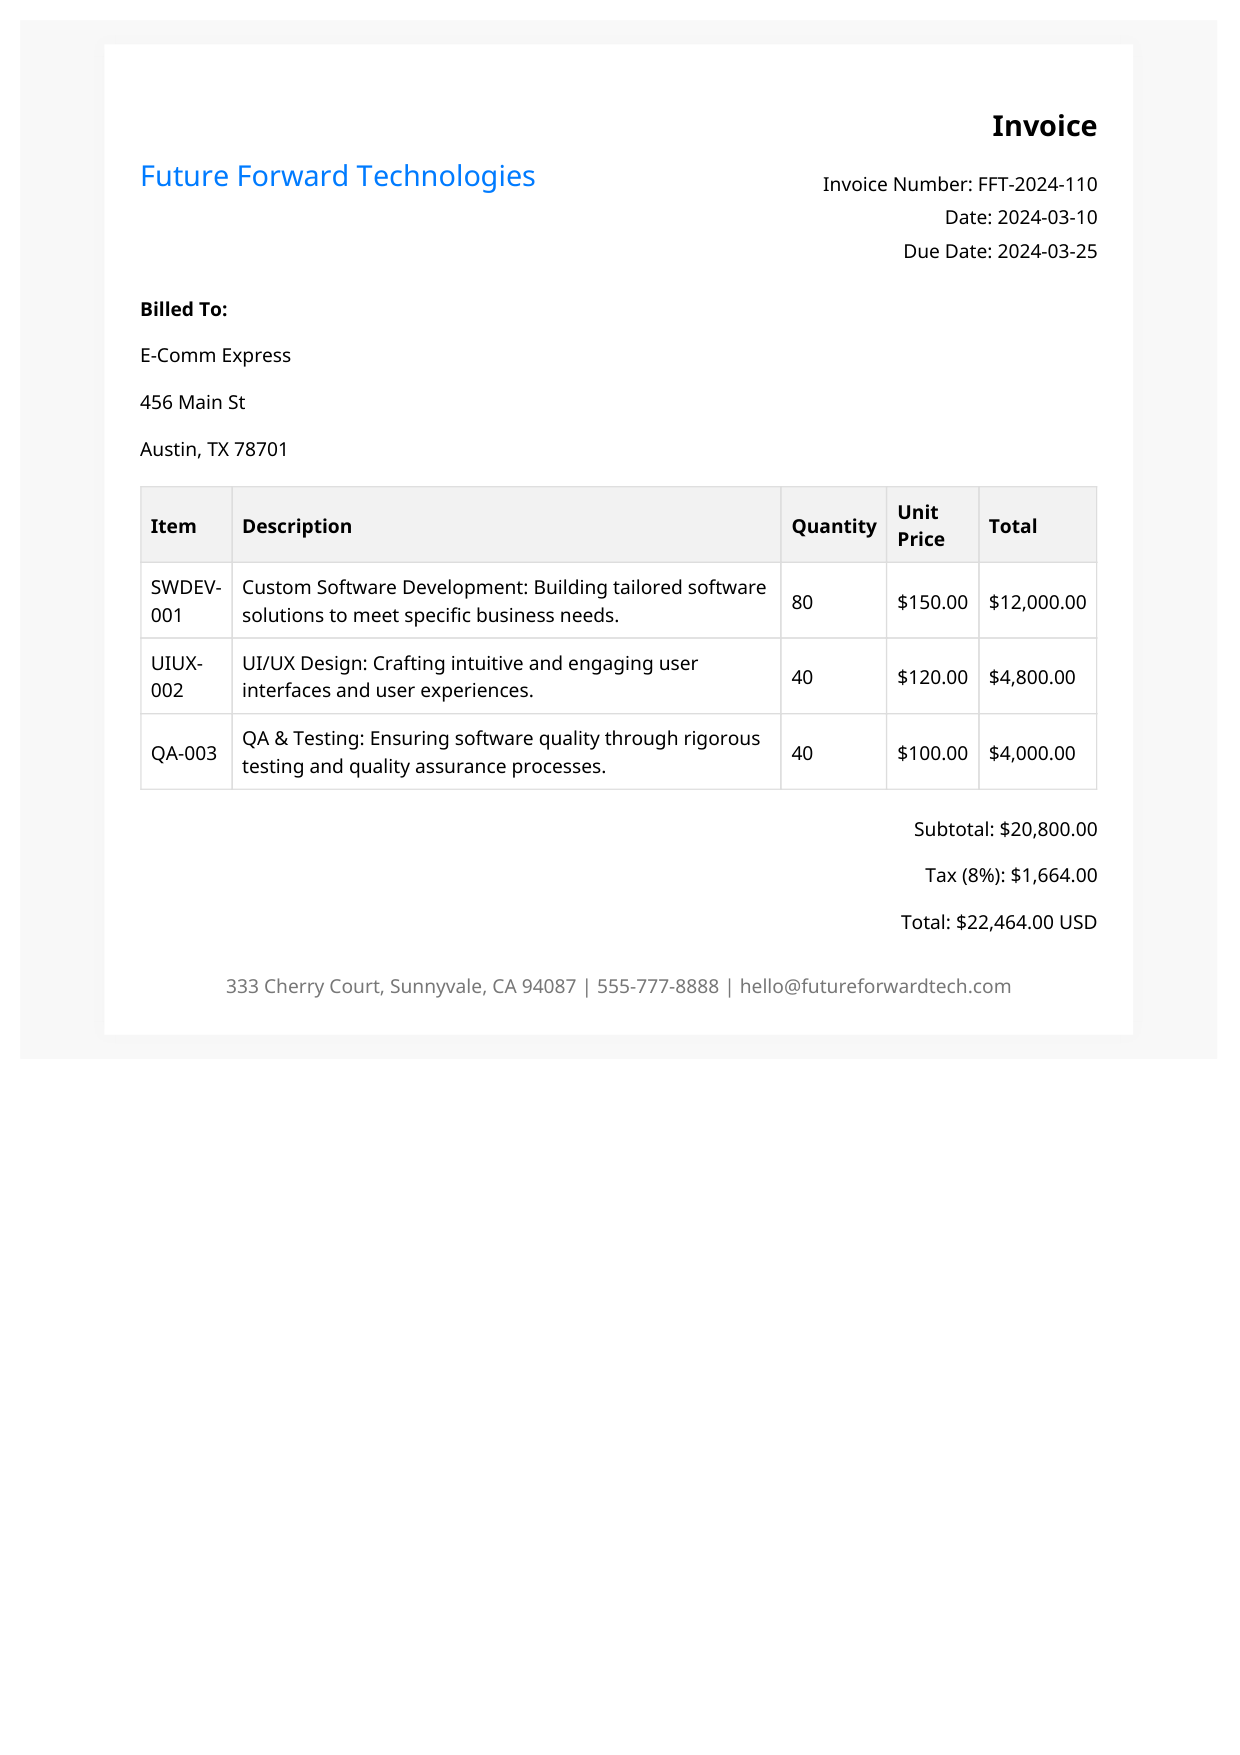 Invoice
Future Forward Technologies
Invoice Number: FFT-2024-110
Date: 2024-03-10
Due Date: 2024-03-25
Billed To:
E-Comm Express
456 Main St
Austin, TX 78701
Item Description Quantity Unit Price Total
SWDEV-001 Custom Software Development: Building tailored software
solutions to meet specific business needs. 80 $150.00 $12,000.00
UIUX-002 UI/UX Design: Crafting intuitive and engaging user
interfaces and user experiences. 40 $120.00 $4,800.00
QA-003 QA & Testing: Ensuring software quality through rigorous
testing and quality assurance processes. 40 $100.00 $4,000.00
Subtotal: $20,800.00
Tax (8%): $1,664.00
Total: $22,464.00 USD
333 Cherry Court, Sunnyvale, CA 94087 | 555-777-8888 | hello@futureforwardtech.com